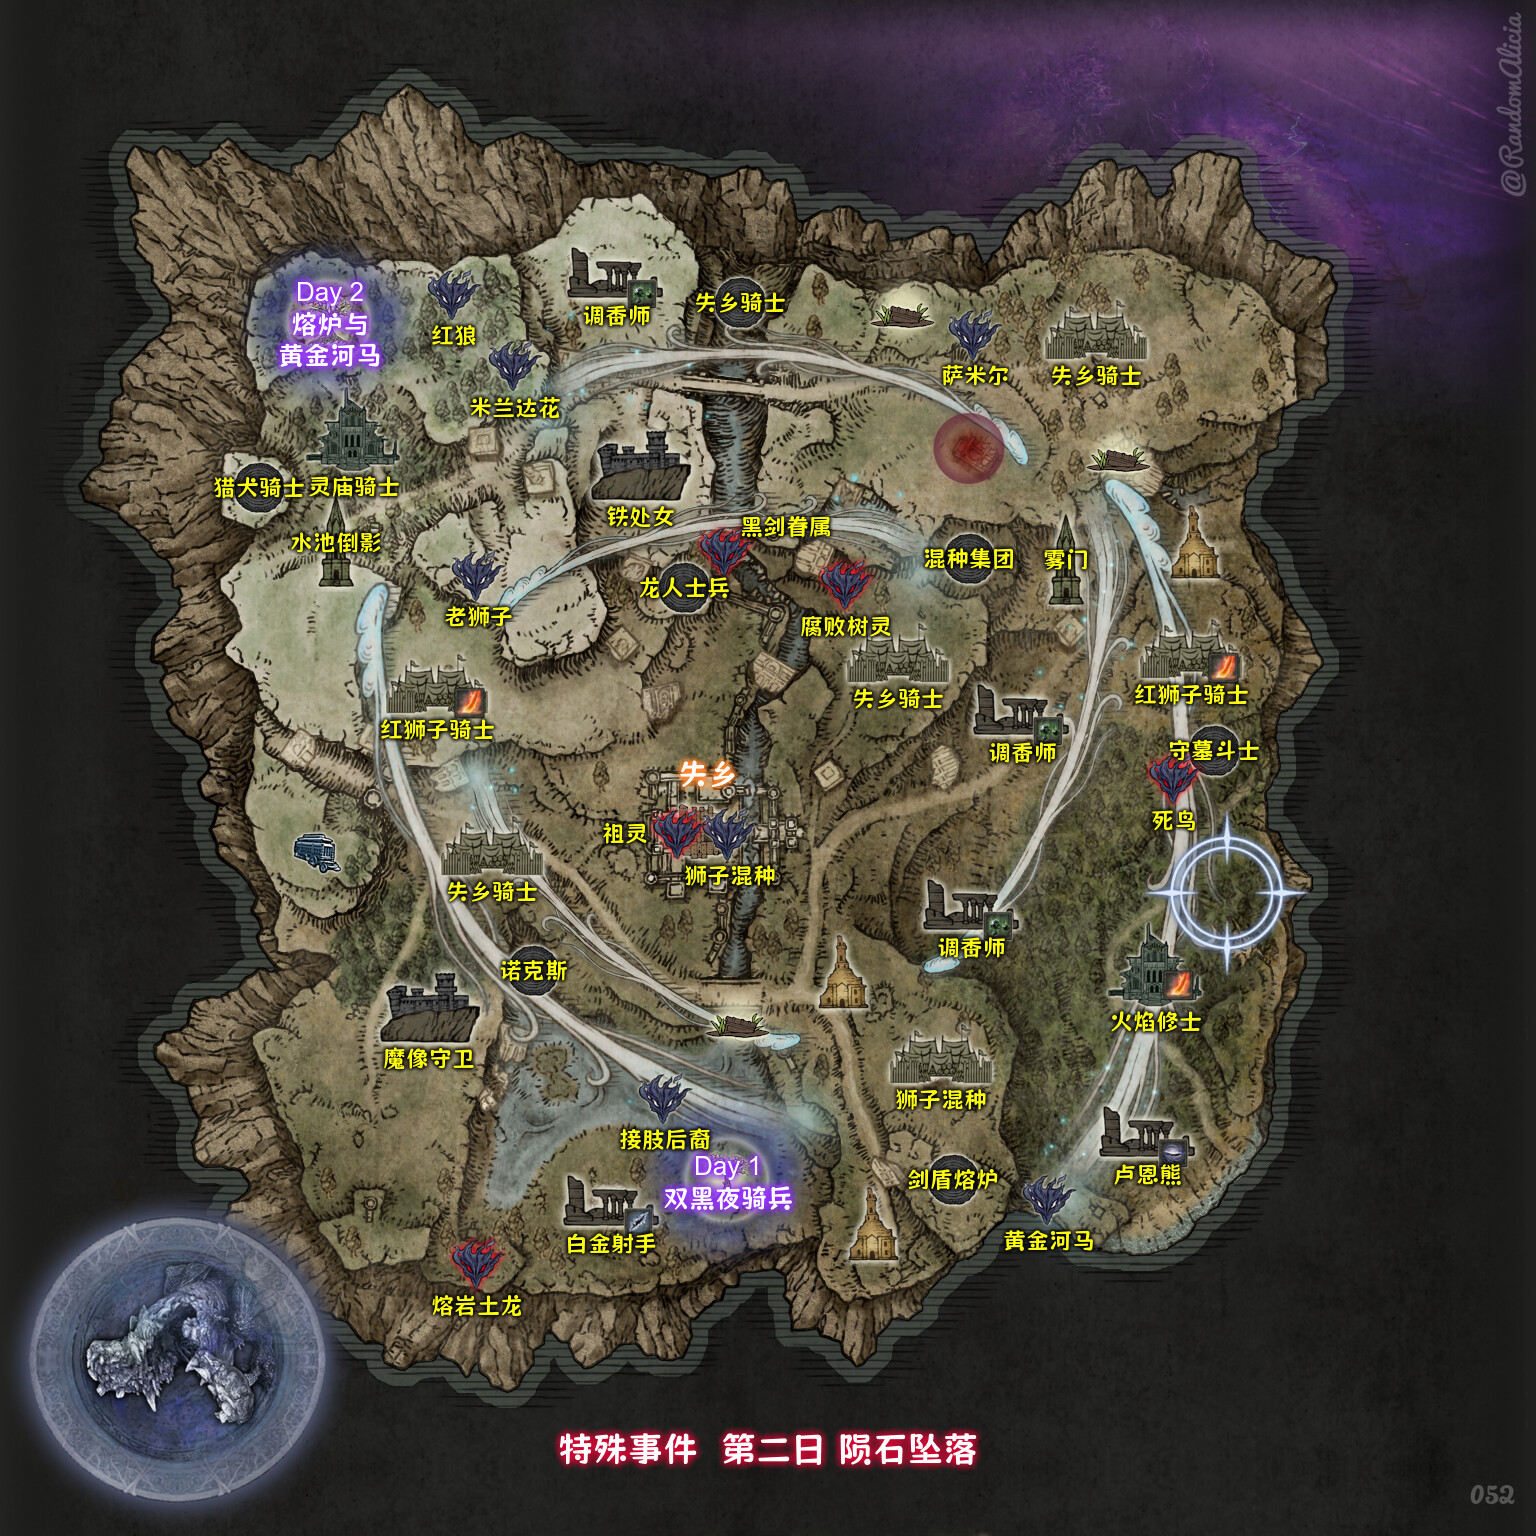 @RandomAlicia
Day 2
熔炉与
黄金河马
红狼
调香师
失乡骑士
萨米尔
失乡骑士
米兰达花
猎犬骑士
灵庙骑士
铁处女
水池倒影
黑剑眷属
龙人士兵
混种集团
雾门
老狮子
腐败树灵
失乡骑士
红狮子骑士
红狮子骑士
调香师
守墓斗士
失乡
死鸟
祖灵
狮子混种
失乡骑士
调香师
诺克斯
火焰修士
魔像守卫
狮子混种
接肢后裔
Day 1
双黑夜骑兵
剑盾熔炉
卢恩熊
白金射手
黄金河马
熔岩土龙
特殊事件 第二日 陨石坠落
052